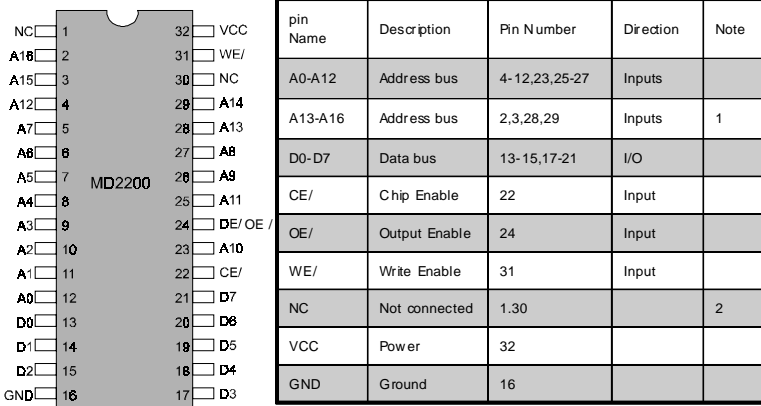 NC 1 32 VCC
A16 2 31 WE/
A15 3 30 NC
A12 4 29 A14
A7 5 28 A13
A6 6 27 A8
A5 7 26 A9
MD2200
A4 8 25 A11
A3 9 24 OE/ OE /
A2 10 23 A10
A1 11 22 CE/
A0 12 21 D7
D0 13 20 D6
D1 14 19 D5
D2 15 18 D4
GND 16 17 D3
pin Name Description Pin Number Direction Note
A0-A12 Address bus 4-12,23,25-27 Inputs
A13-A16 Address bus 2,3,28,29 Inputs 1
D0-D7 Data bus 13-15,17-21 I/O
CE/ Chip Enable 22 Input
OE/ Output Enable 24 Input
WE/ Write Enable 31 Input
NC Not connected 1.30 2
VCC Power 32
GND Ground 16